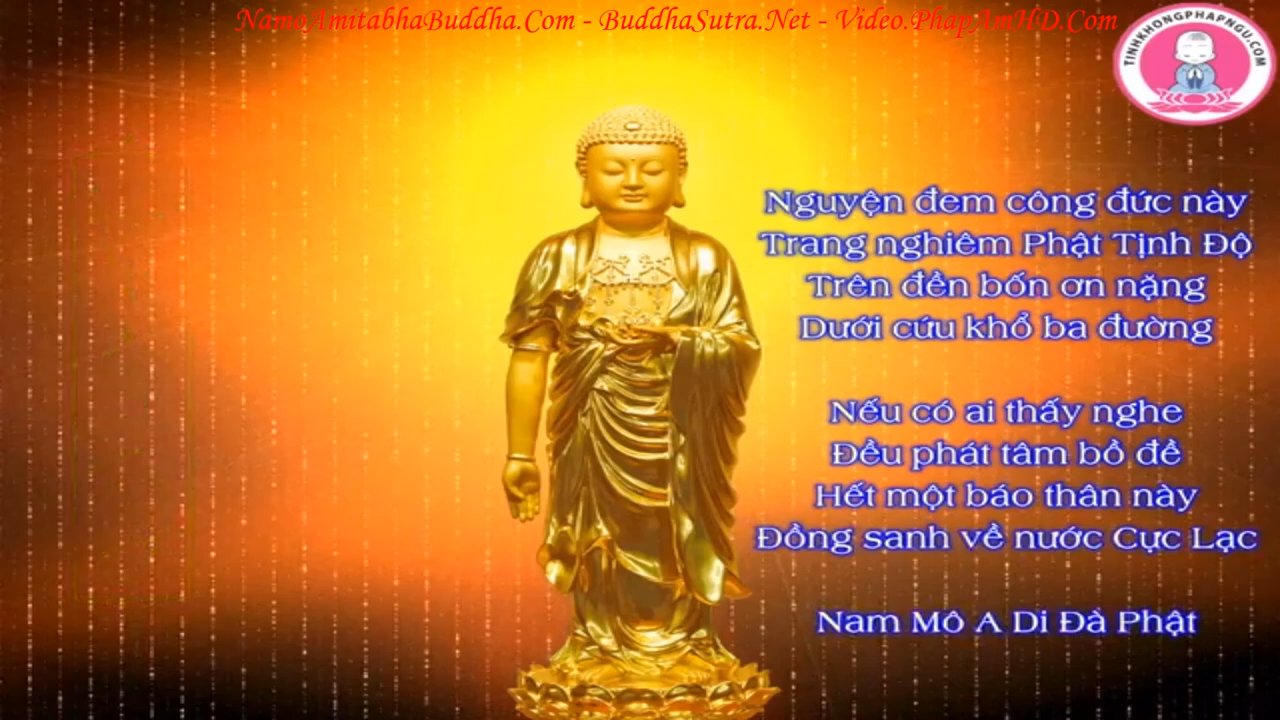 NamoAmitabhaBuddha.Com - BuddhaSutra.Net - Video.PhapAmHD.Com
TINHKHONGPHAPNGU.COM
Nguyện đem công đức này
Trang nghiêm Phật Tịnh Độ
Trên đền bốn ơn nặng
Dưới cứu khổ ba đường
Nếu có ai thấy nghe
Đều phát tâm bồ đề
Hết một báo thân này
Đồng sanh về nước Cực Lạc
Nam Mô A Di Đà Phật